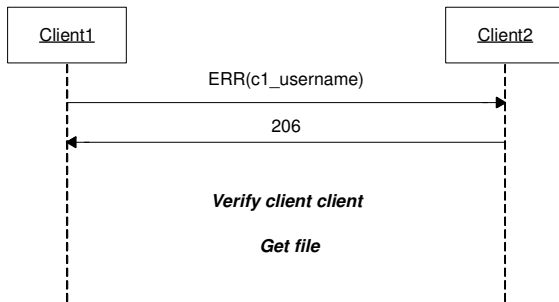 Client1
Client2
ERR(c1_username)
206
Verify client client
Get file